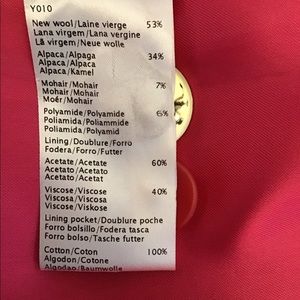 Y010
New wool/Laine vierge 53%
Lana virgem/Lana vergine
Lã virgem/Neue wolle
Alpaca/Alpaga 34%
Alpaca/Alpaca
Alpaca/Kamel
Mohair/Mohair 7%
Mohair/Mohair
Moér/Mohair
Polyamide/Polyamide 6%
Poliamida/Poliammide
Poliamida/Polyamid
Lining/Doublure/Forro
Fodera/Forro/Futter
Acetate/Acetate 60%
Acetato/Acetato
Acetato/Acetat
Viscose/Viscose 40%
Viscosa/Viscosa
Viscose/Viskose
Lining pocket/Doublure poche
Forro bolsillo/Fodera tasca
Forro bolso/Tasche futter
Cotton/Coton 100%
Algodon/Cotone
Algodao/Baumwolle